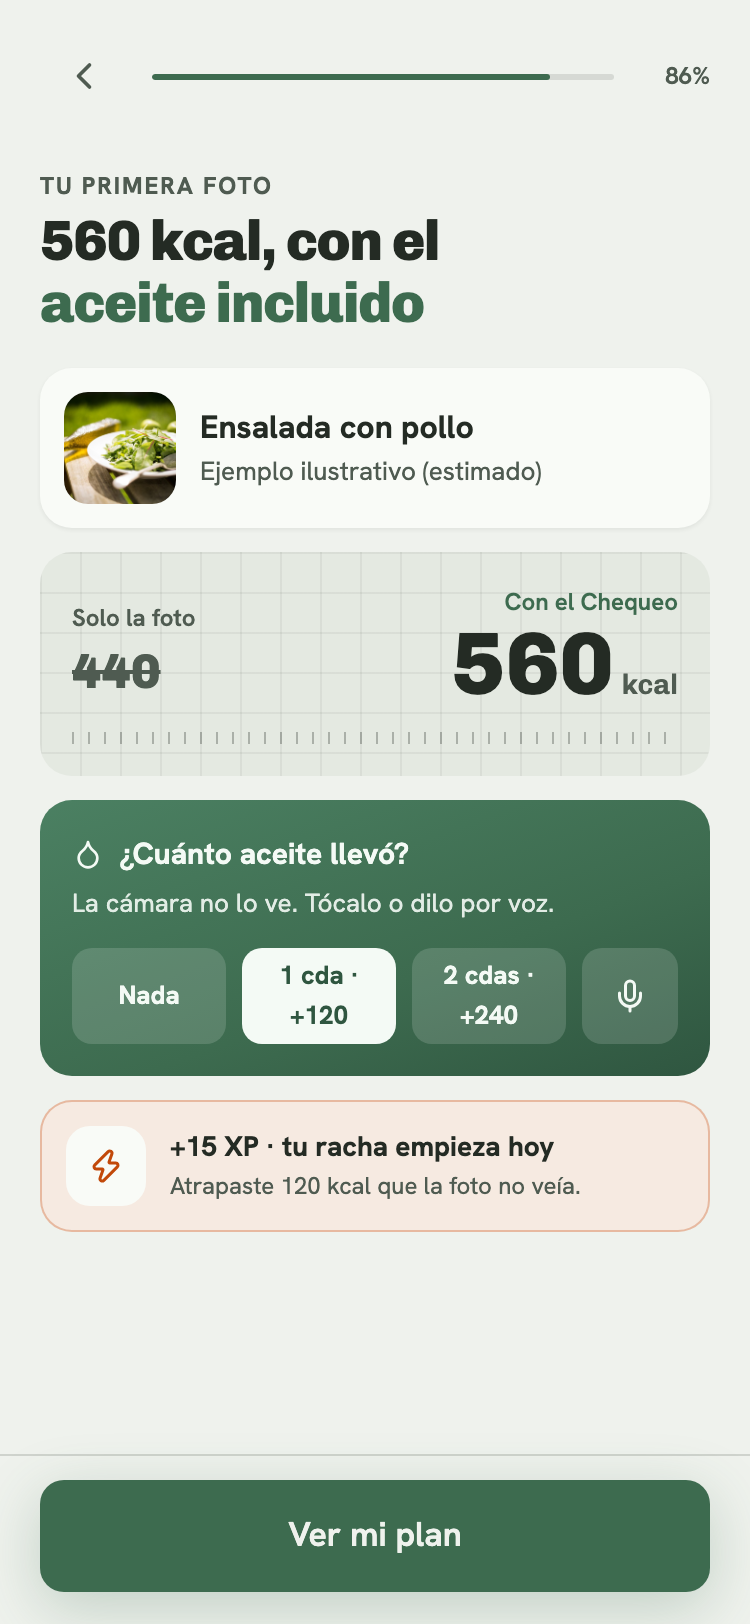 86%
TU PRIMERA FOTO
560 kcal, con el
aceite incluido
Ensalada con pollo
Ejemplo ilustrativo (estimado)
Solo la foto
440
Con el Chequeo
560 kcal
¿Cuánto aceite llevó?
La cámara no lo ve. Tócalo o dilo por voz.
Nada
1 cda ·
+120
2 cdas ·
+240
+15 XP · tu racha empieza hoy
Atrapaste 120 kcal que la foto no veía.
Ver mi plan